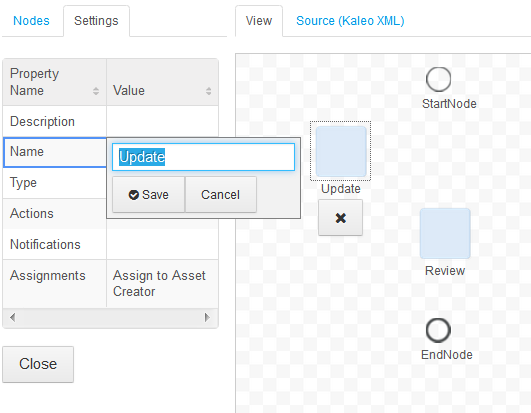 Nodes
Settings
View
Source (Kaleo XML)
Property
Name
Value
Description
Name
Update
Type
Save
Cancel
Actions
Notifications
Assignments
Assign to Asset
Creator
Close
StartNode
Update
Review
EndNode